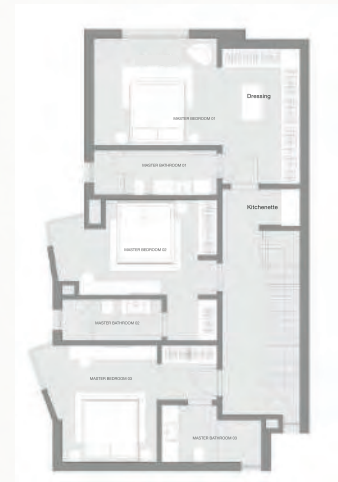 Dressing
MASTER BEDROOM 01
MASTER BATHROOM 01
Kitchenette
MASTER BEDROOM 02
MASTER BATHROOM 02
MASTER BEDROOM 03
MASTER BATHROOM 03